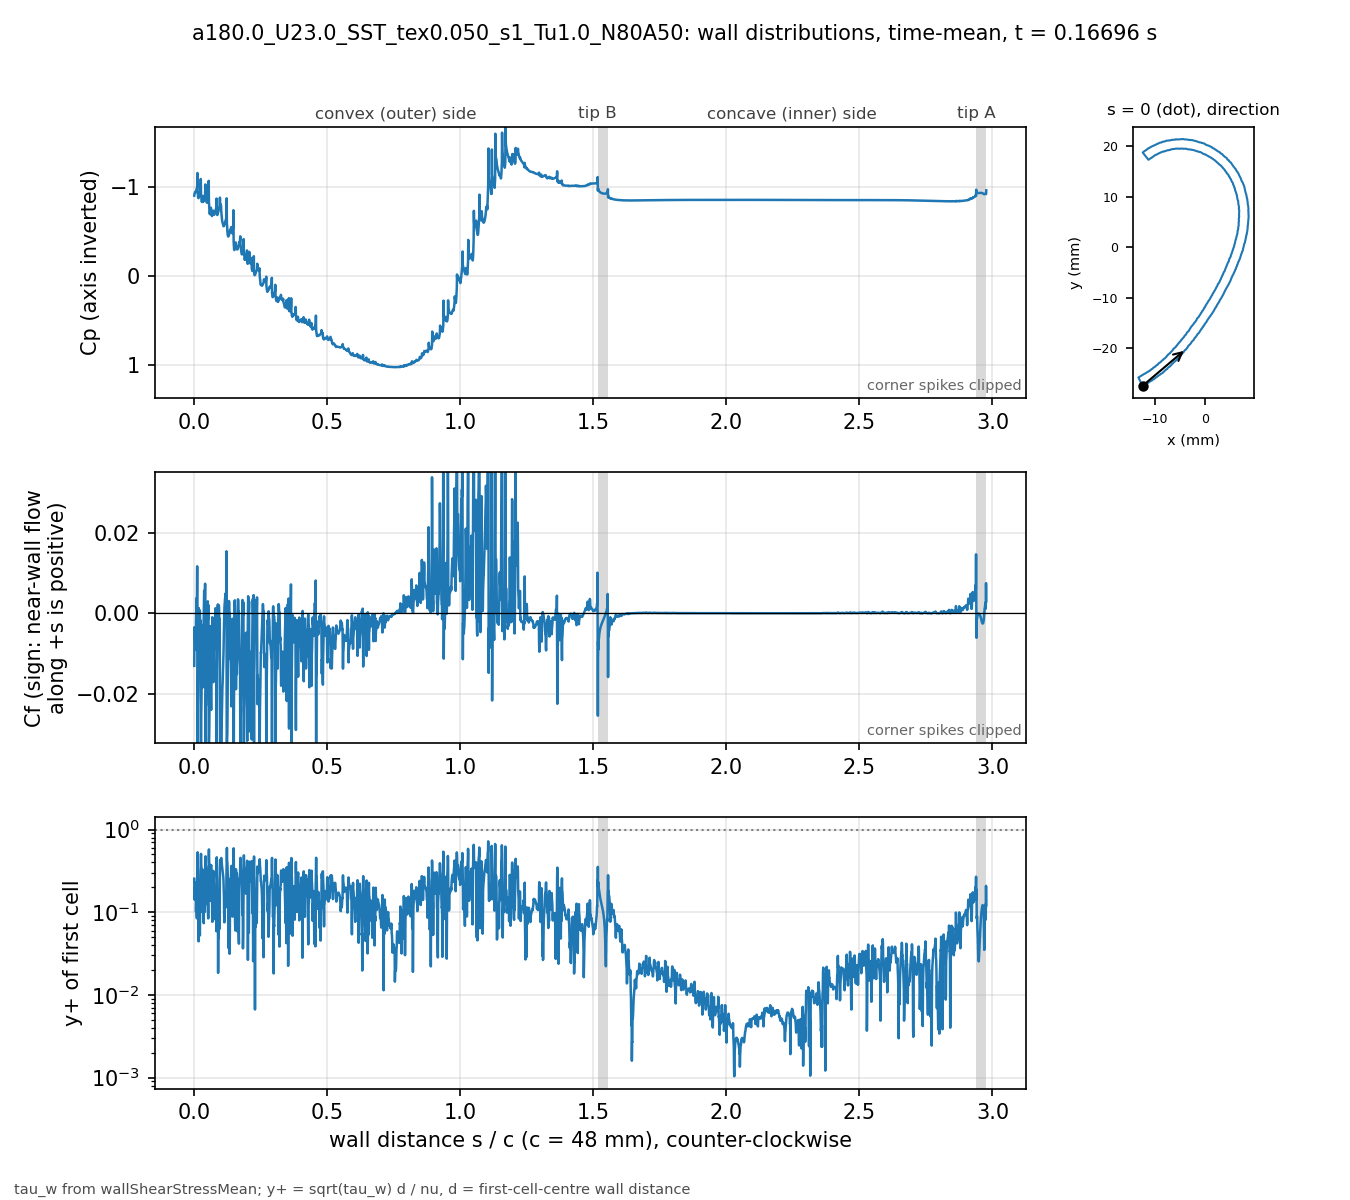 a180.0_U23.0_SST_tex0.050_s1_Tu1.0_N80A50: wall distributions, time-mean, t = 0.16696 s
convex (outer) side
tip B
concave (inner) side
tip A
Cp (axis inverted)
−1
0
1
corner spikes clipped
0.0 0.5 1.0 1.5 2.0 2.5 3.0
s = 0 (dot), direction
y (mm)
20
10
0
−10
−20
−10 0
x (mm)
Cf (sign: near-wall flow
along +s is positive)
0.02
0.00
−0.02
corner spikes clipped
0.0 0.5 1.0 1.5 2.0 2.5 3.0
y+ of first cell
10⁰
10⁻¹
10⁻²
10⁻³
0.0 0.5 1.0 1.5 2.0 2.5 3.0
wall distance s / c (c = 48 mm), counter-clockwise
tau_w from wallShearStressMean; y+ = sqrt(tau_w) d / nu, d = first-cell-centre wall distance